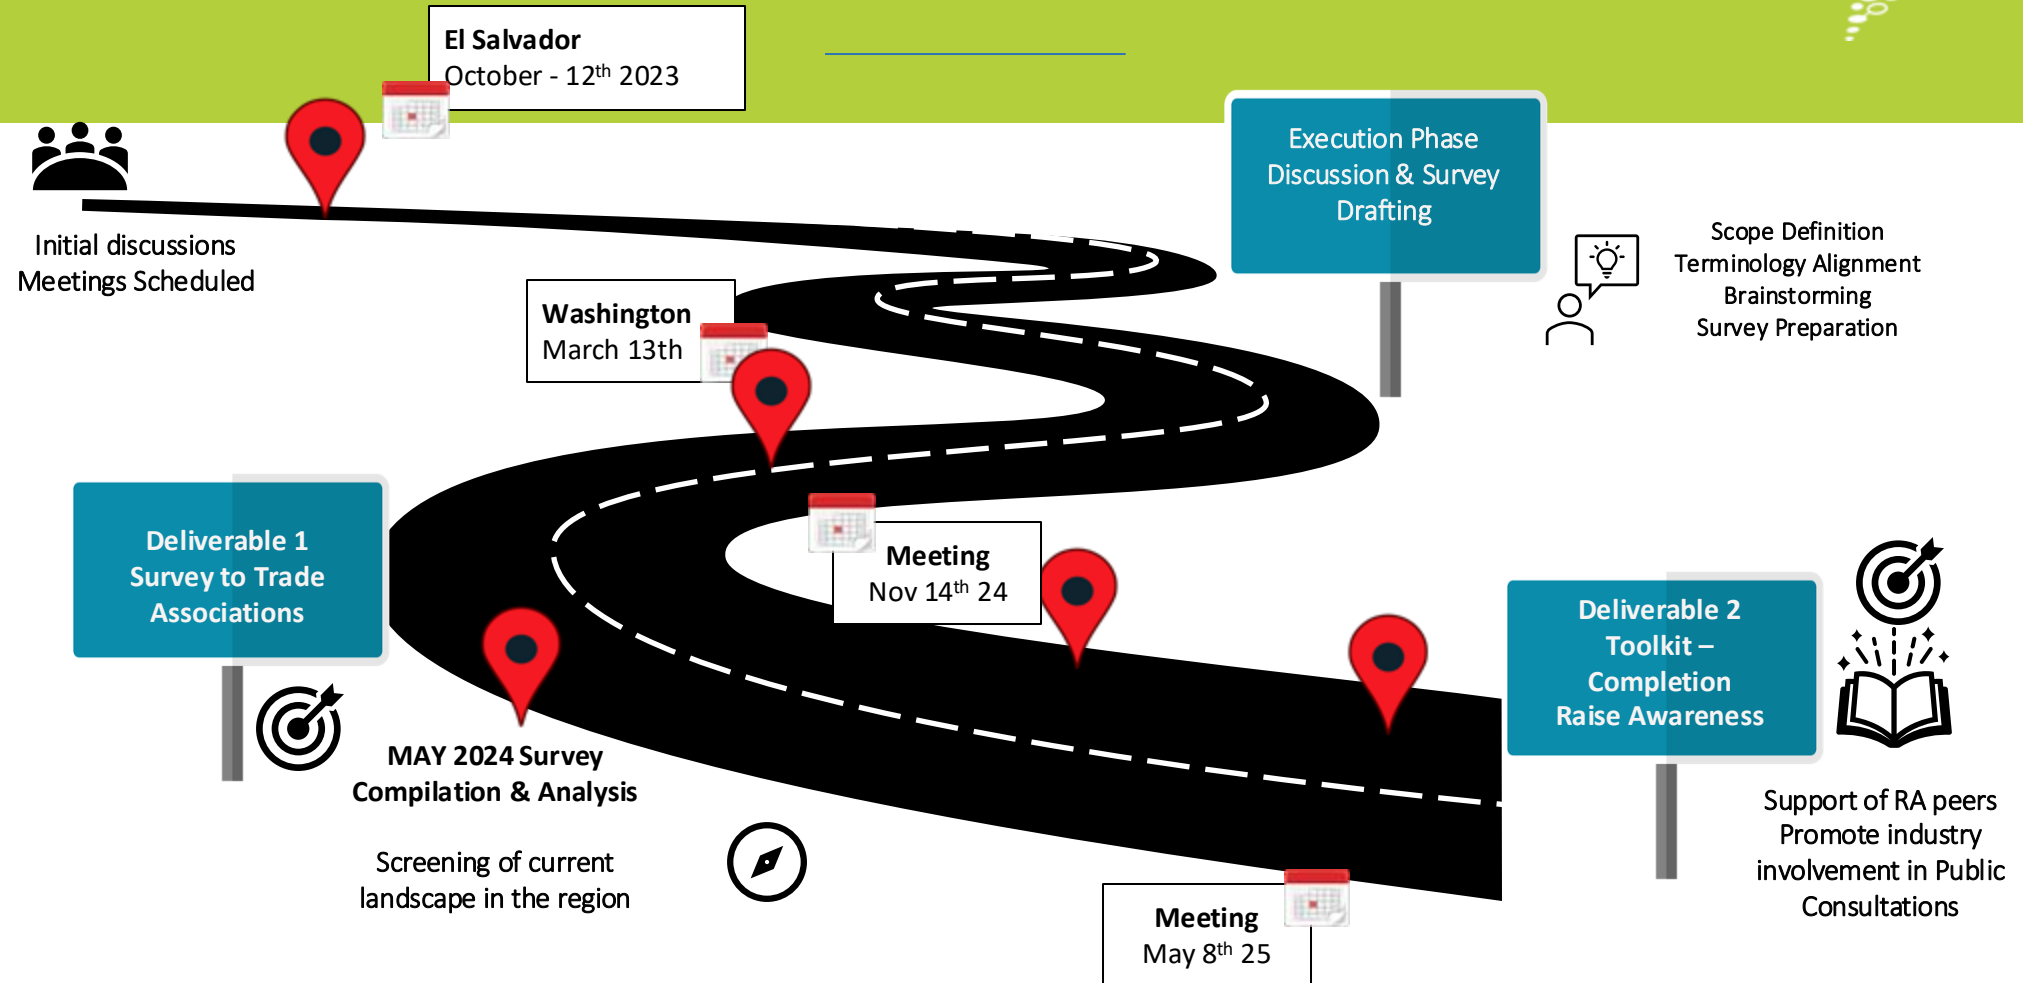 El Salvador
October - 12th 2023
Initial discussions
Meetings Scheduled
Execution Phase
Discussion & Survey
Drafting
Scope Definition
Terminology Alignment
Brainstorming
Survey Preparation
Washington
March 13th
Deliverable 1
Survey to Trade
Associations
Meeting
Nov 14th 24
MAY 2024 Survey
Compilation & Analysis
Screening of current
landscape in the region
Deliverable 2
Toolkit –
Completion
Raise Awareness
Support of RA peers
Promote industry
involvement in Public
Consultations
Meeting
May 8th 25